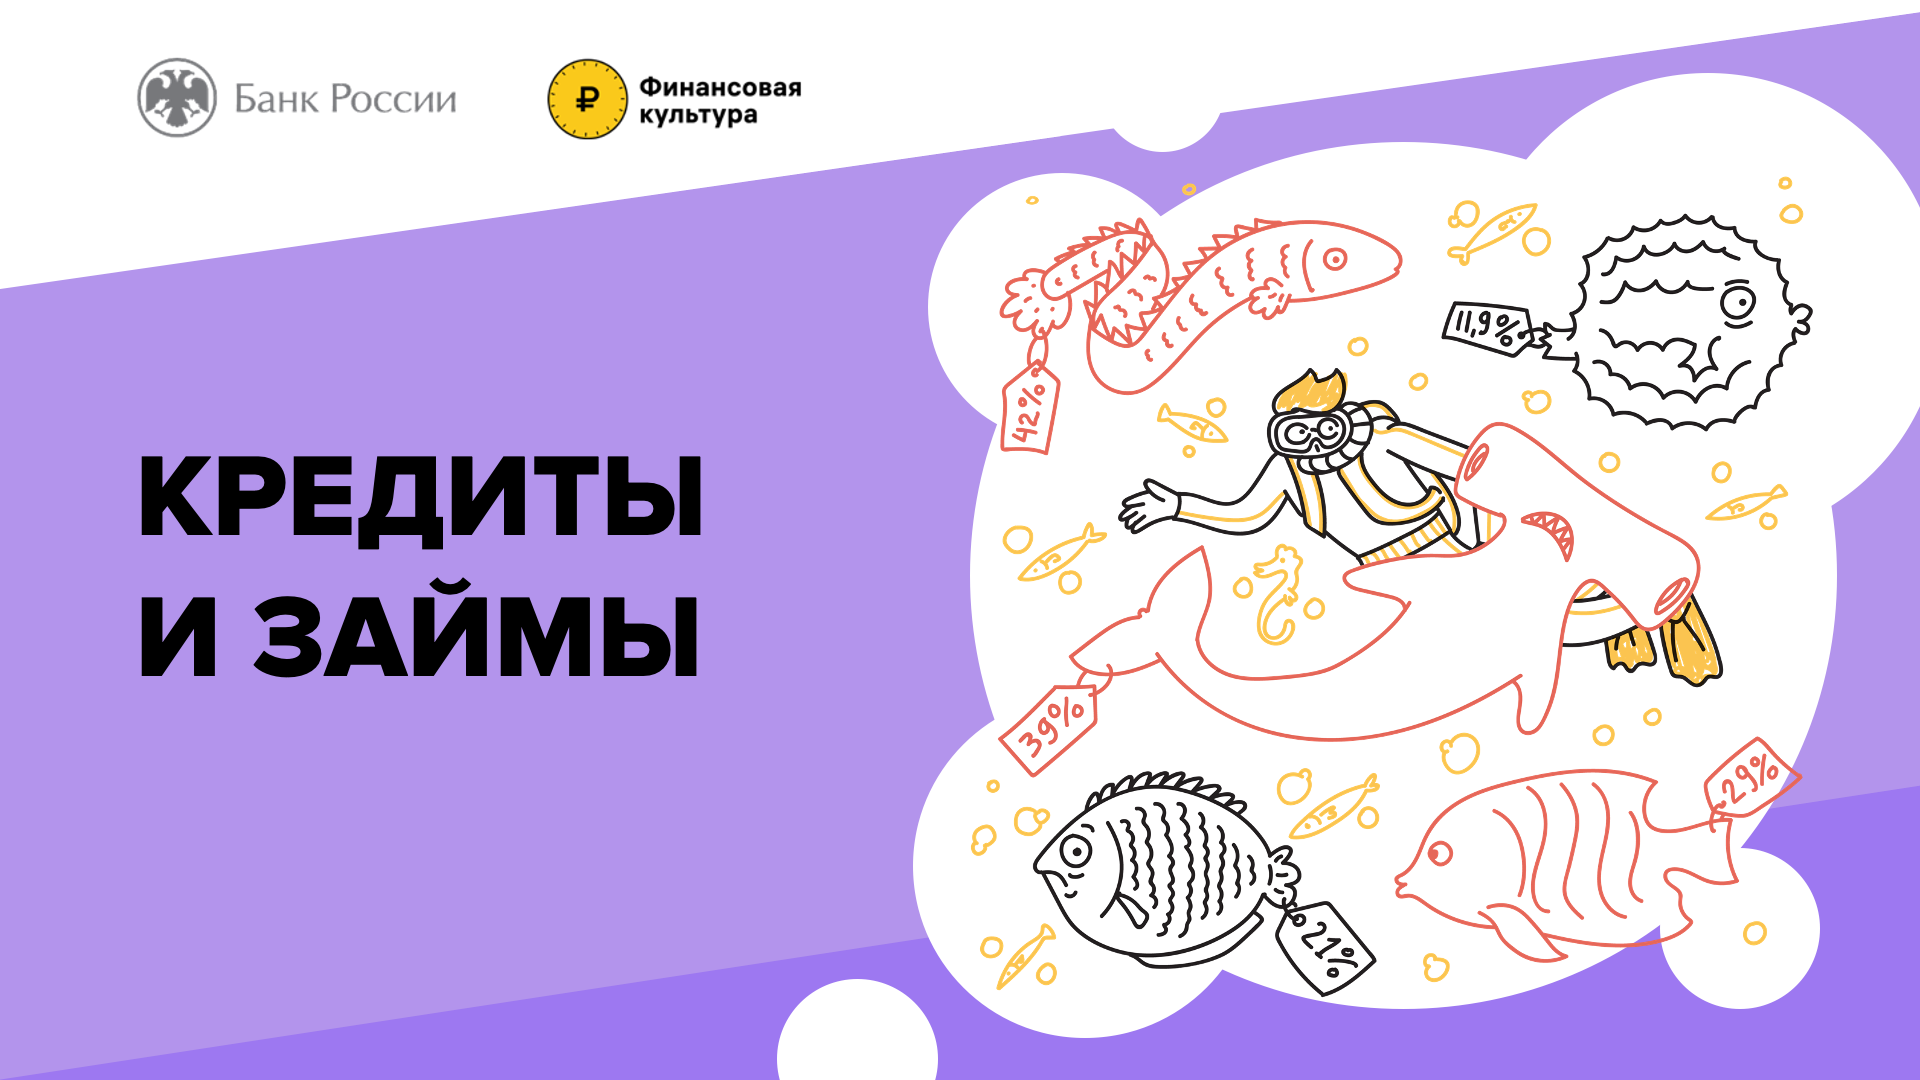 Банк России
₽
Финансовая
культура
КРЕДИТЫ
И ЗАЙМЫ
42%
11,9%
39%
21%
29%